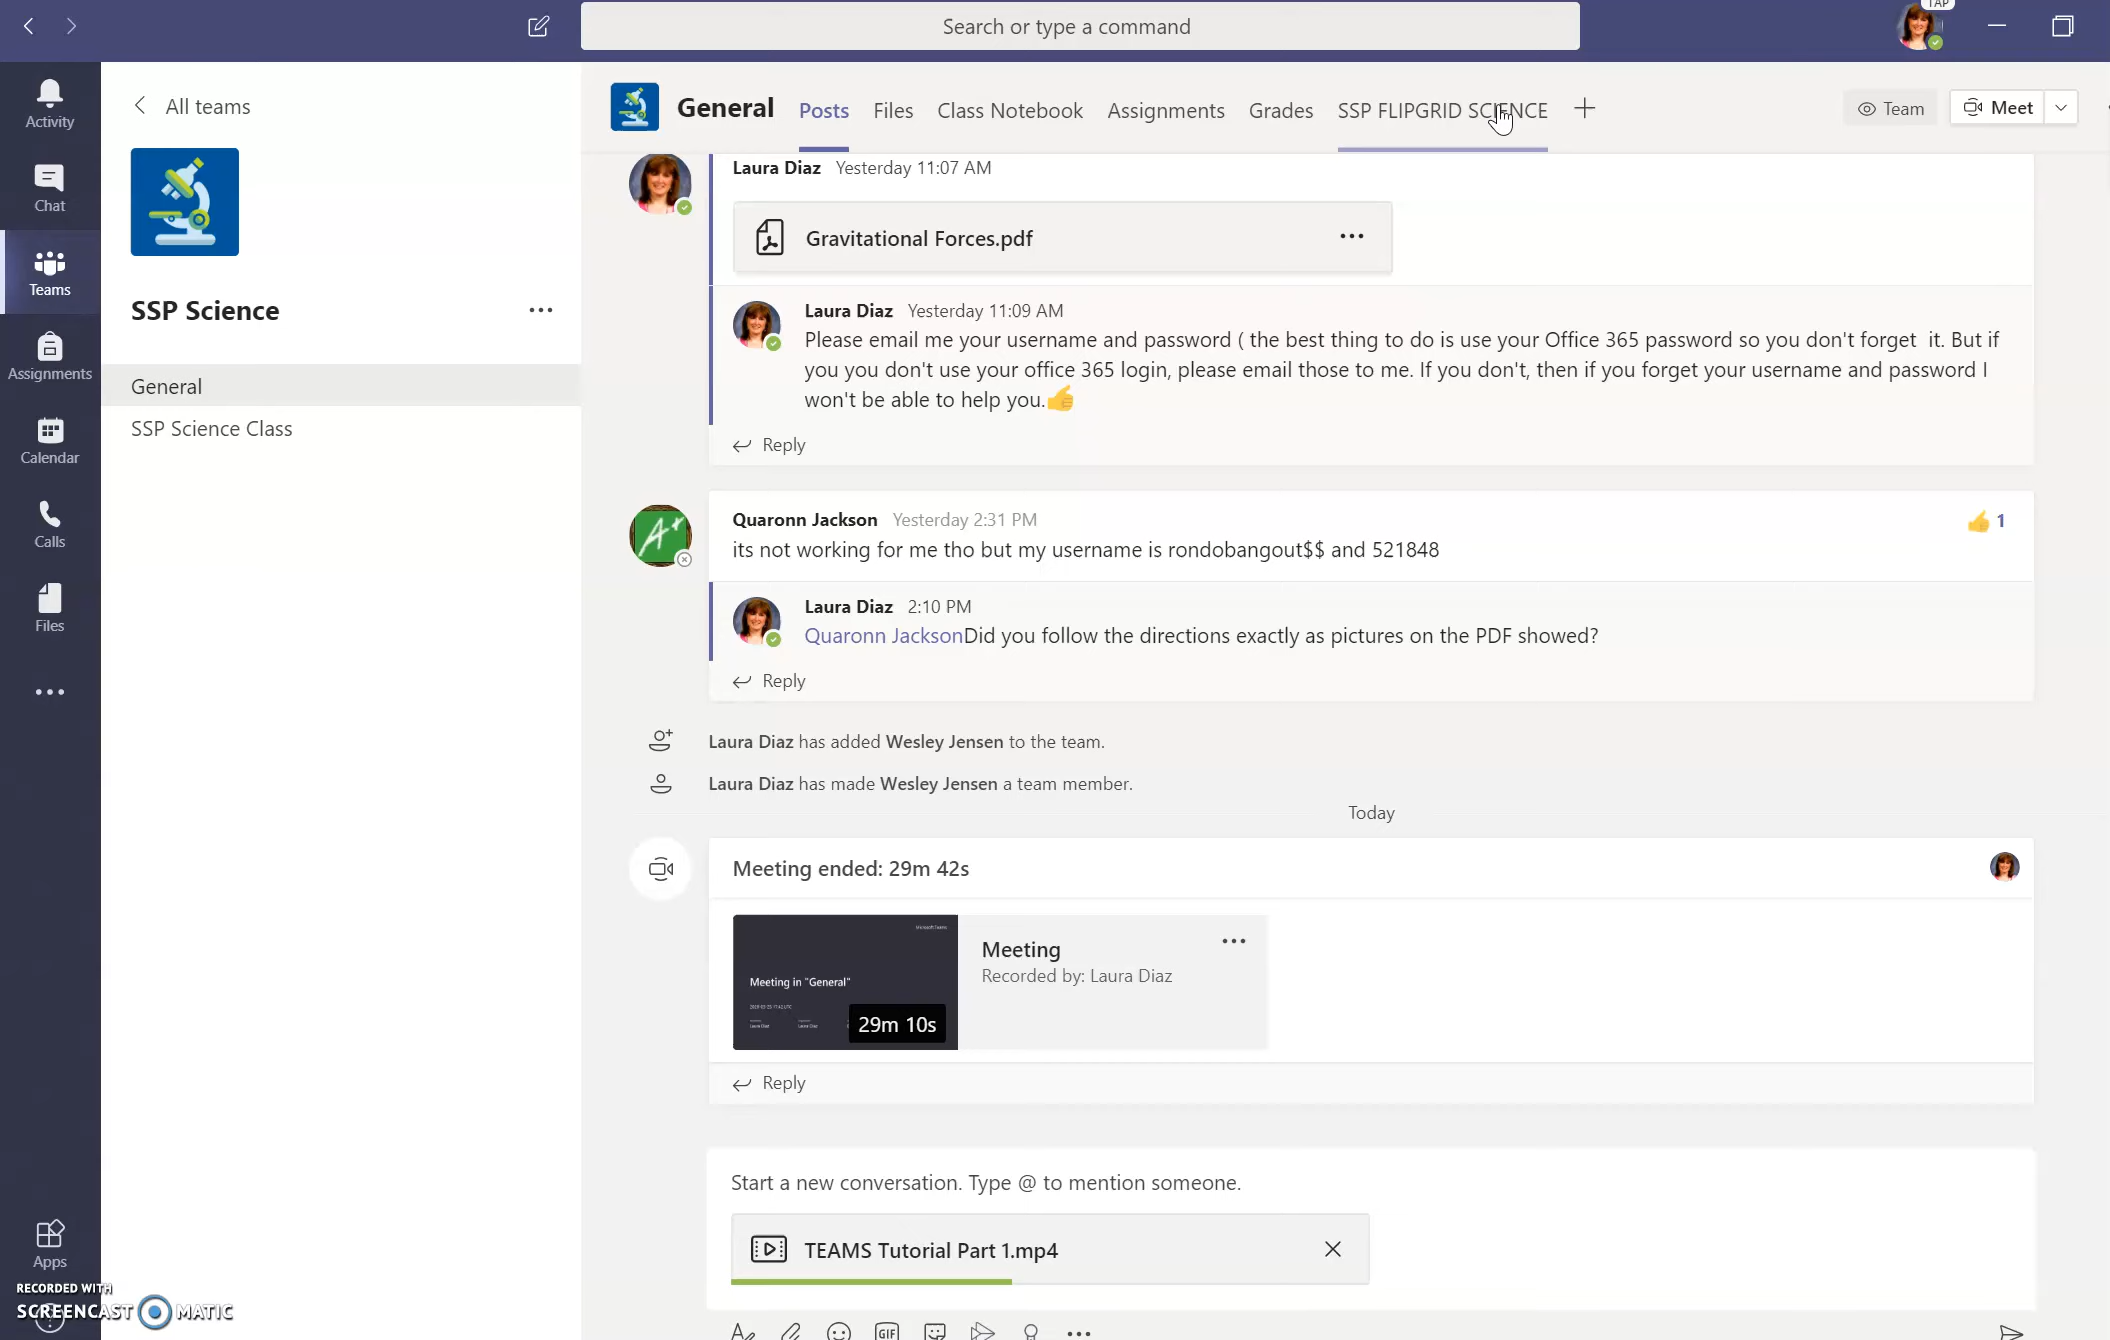 Search or type a command
TAP
Activity
Chat
Teams
Assignments
Calendar
Calls
Files
Apps
All teams
SSP Science
General
SSP Science Class
General Posts Files Class Notebook Assignments Grades SSP FLIPGRID SCIENCE
Team Meet
Laura Diaz Yesterday 11:07 AM
Gravitational Forces.pdf
Laura Diaz Yesterday 11:09 AM
Please email me your username and password ( the best thing to do is use your Office 365 password so you don't forget it. But if
you you don't use your office 365 login, please email those to me. If you don't, then if you forget your username and password I
won't be able to help you.👍
Reply
Quaronn Jackson Yesterday 2:31 PM
👍 1
its not working for me tho but my username is rondobangout$$ and 521848
Laura Diaz 2:10 PM
Quaronn JacksonDid you follow the directions exactly as pictures on the PDF showed?
Reply
Laura Diaz has added Wesley Jensen to the team.
Laura Diaz has made Wesley Jensen a team member.
Today
Meeting ended: 29m 42s
Meeting in "General"
29m 10s
Meeting
Recorded by: Laura Diaz
Reply
Start a new conversation. Type @ to mention someone.
TEAMS Tutorial Part 1.mp4
GIF
RECORDED WITH
SCREENCAST MATIC